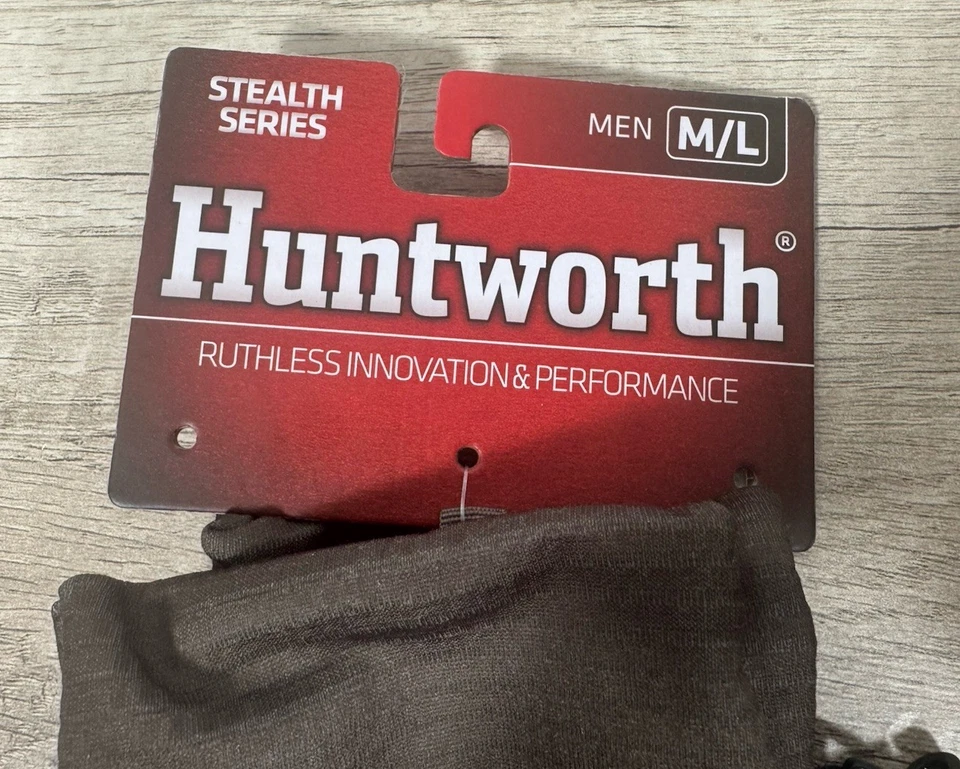 STEALTH
SERIES
MEN M/L
Huntworth®
RUTHLESS INNOVATION & PERFORMANCE